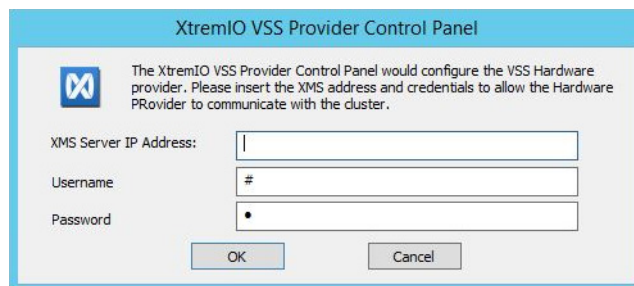 XtremIO VSS Provider Control Panel
The XtremIO VSS Provider Control Panel would configure the VSS Hardware
provider. Please insert the XMS address and credentials to allow the Hardware
PRovider to communicate with the cluster.
XMS Server IP Address:
Username #
Password •
OK Cancel